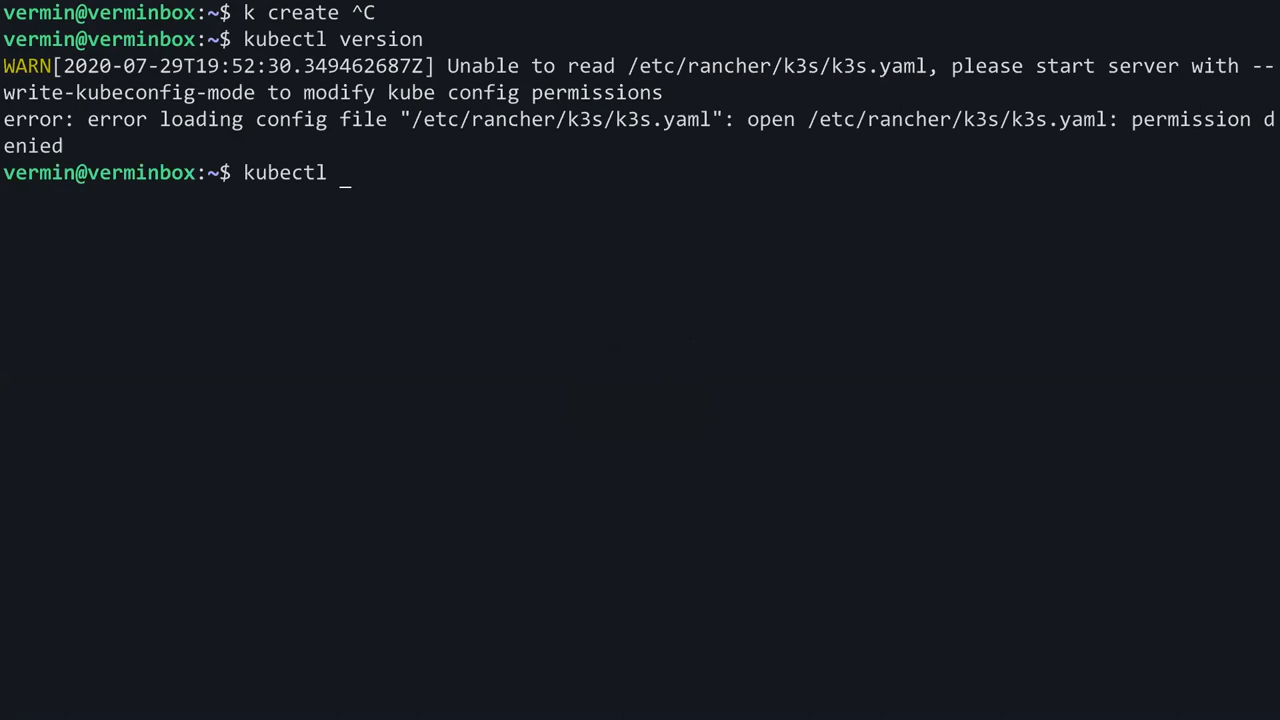 vermin@verminbox:~$ k create ^C
vermin@verminbox:~$ kubectl version
WARN[2020-07-29T19:52:30.349462687Z] Unable to read /etc/rancher/k3s/k3s.yaml, please start server with --
write-kubeconfig-mode to modify kube config permissions
error: error loading config file "/etc/rancher/k3s/k3s.yaml": open /etc/rancher/k3s/k3s.yaml: permission d
enied
vermin@verminbox:~$ kubectl _